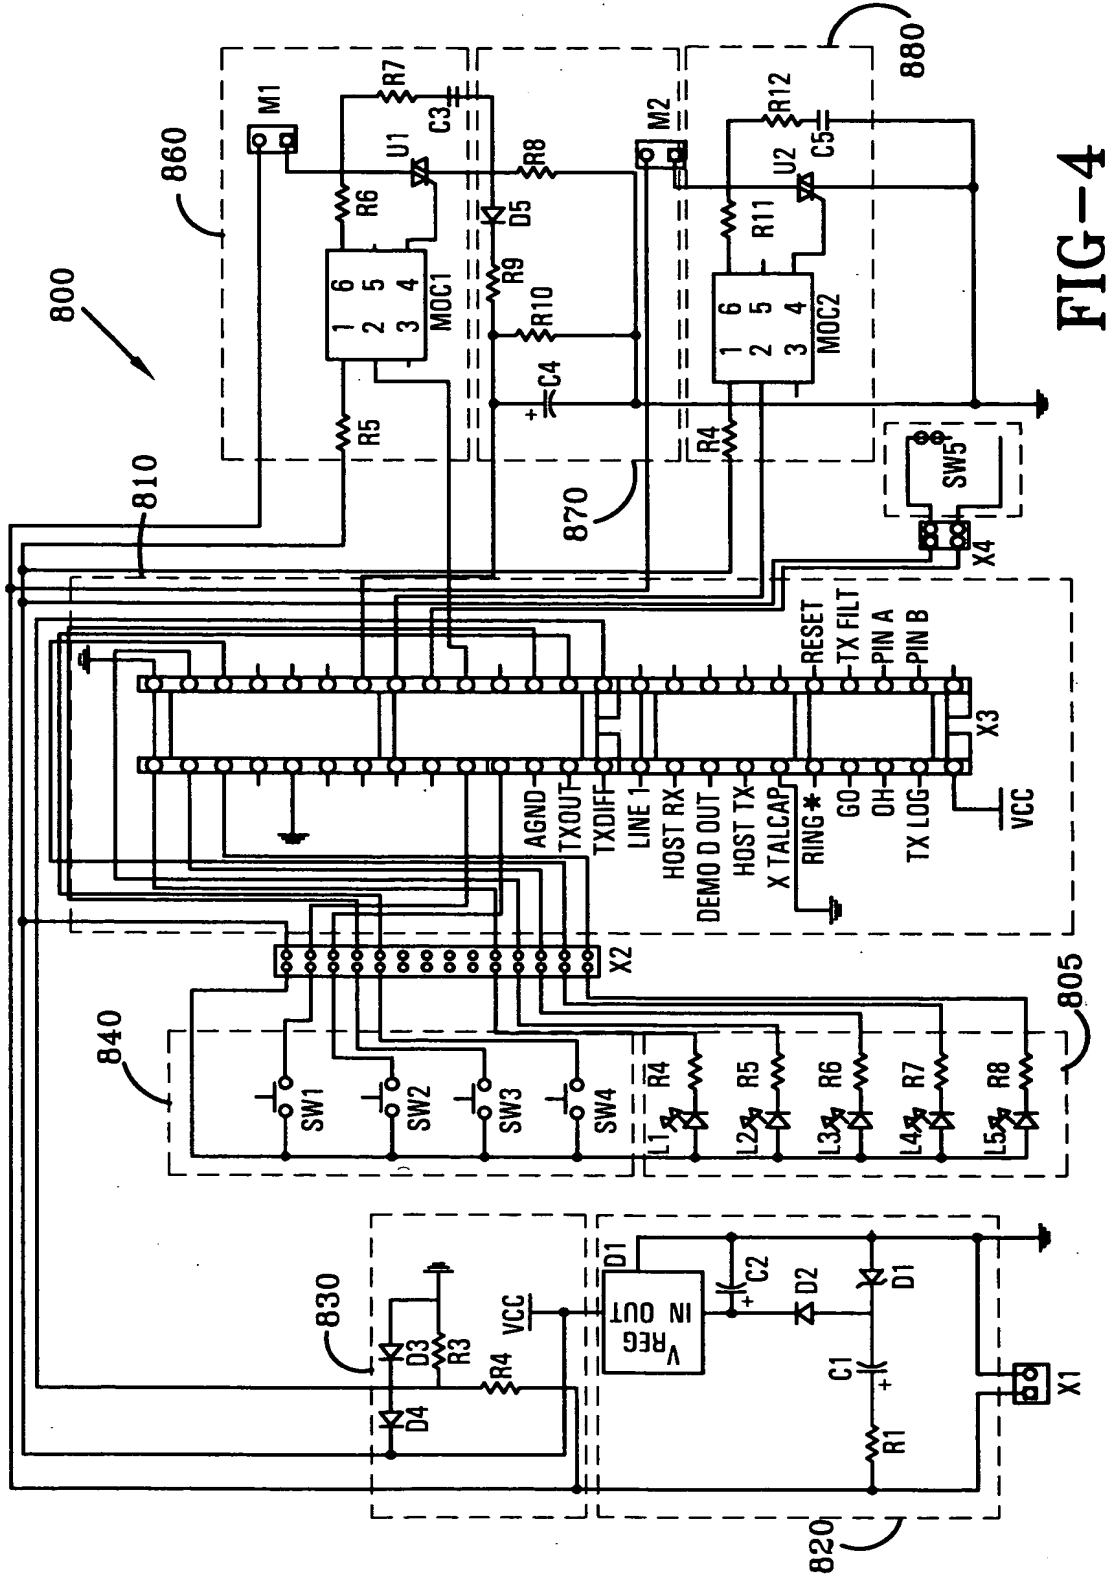 FIG-4
800
810
860
M1
R7
C3
R6
U1
1
2
3
6
5
4
MOC1
R5
870
R8
D5
R9
R10
+
C4
M2
880
R12
C5
R11
U2
1
2
3
6
5
4
MOC2
R4
SW5
X4
RESET
TX FILT
PIN A
PIN B
X3
AGND
TXOUT
TXDIFF
LINE 1
HOST RX
DEMO D OUT
HOST TX
X TALCAP
RING*
GO
OH
TX LOG
VCC
X2
840
SW1
SW2
SW3
SW4
805
L1
R4
L2
R5
L3
R6
L4
R7
L5
R8
830
D3
D4
R3
R4
VCC
820
D1
VREG
IN OUT
C2
+
D2
D1
C1
+
R1
X1